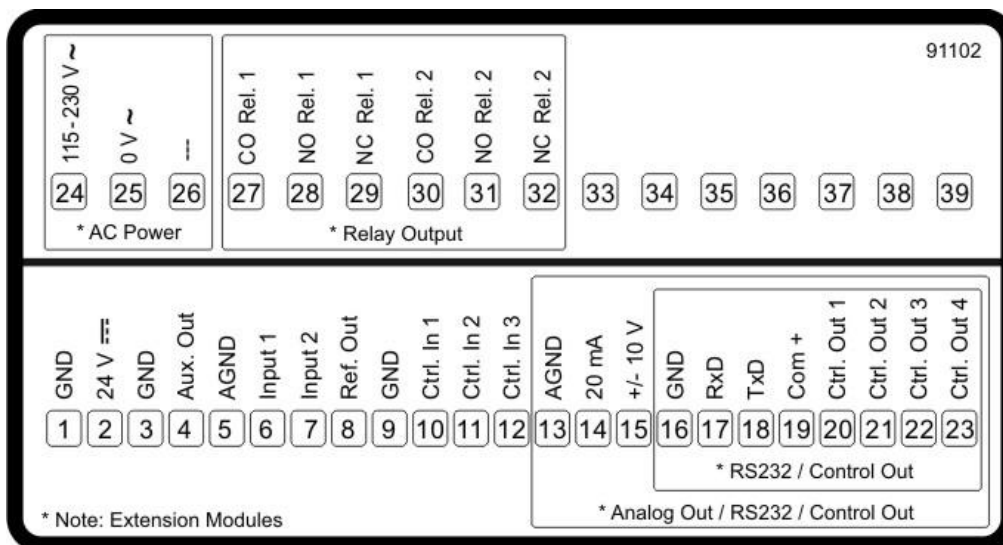 91102
115-230 V ~
0 V ~
---
CO Rel. 1
NO Rel. 1
NC Rel. 1
CO Rel. 2
NO Rel. 2
NC Rel. 2
24 25 26 27 28 29 30 31 32 33 34 35 36 37 38 39
* AC Power
* Relay Output
GND
24 V ⎓
GND
Aux. Out
AGND
Input 1
Input 2
Ref. Out
GND
Ctrl. In 1
Ctrl. In 2
Ctrl. In 3
AGND
20 mA
+/- 10 V
GND
RxD
TxD
Com +
Ctrl. Out 1
Ctrl. Out 2
Ctrl. Out 3
Ctrl. Out 4
1 2 3 4 5 6 7 8 9 10 11 12 13 14 15 16 17 18 19 20 21 22 23
* RS232 / Control Out
* Analog Out / RS232 / Control Out
* Note: Extension Modules